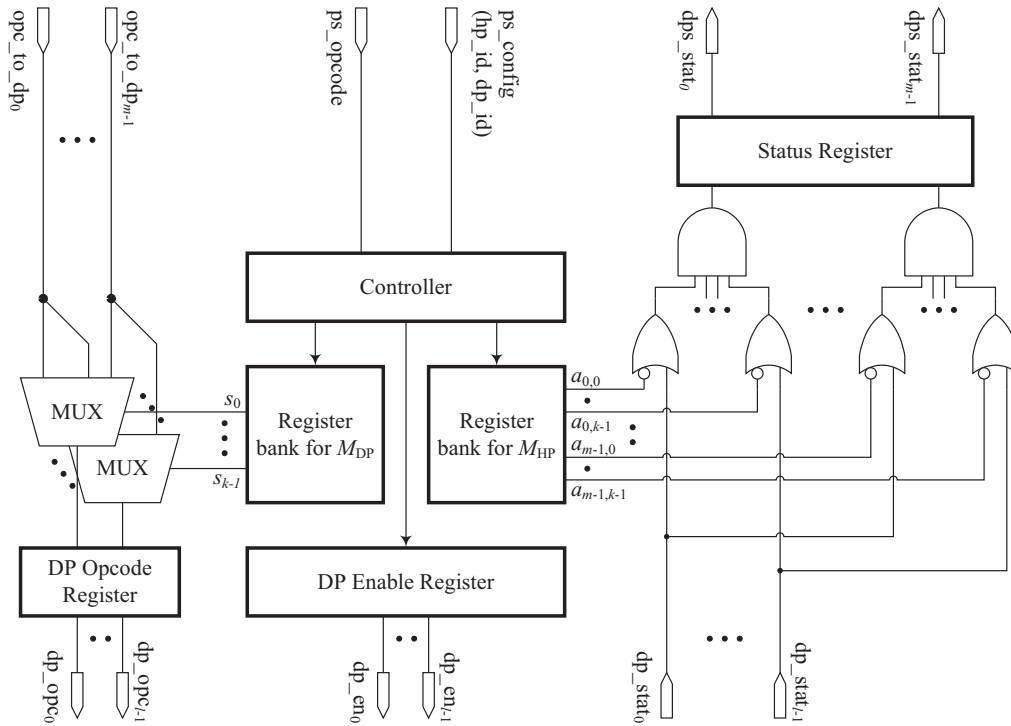 opc_to_dp0
opc_to_dpm-1
ps_opcode
ps_config
(hp_id, dp_id)
dps_stat0
dps_statm-1
Status Register
Controller
MUX
MUX
s0
sk-1
Register
bank for MDP
Register
bank for MHP
a0,0
a0,k-1
am-1,0
am-1,k-1
DP Opcode
Register
DP Enable Register
dp_opc0
dp_opcl-1
dp_en0
dp_enl-1
dp_stat0
dp_statl-1